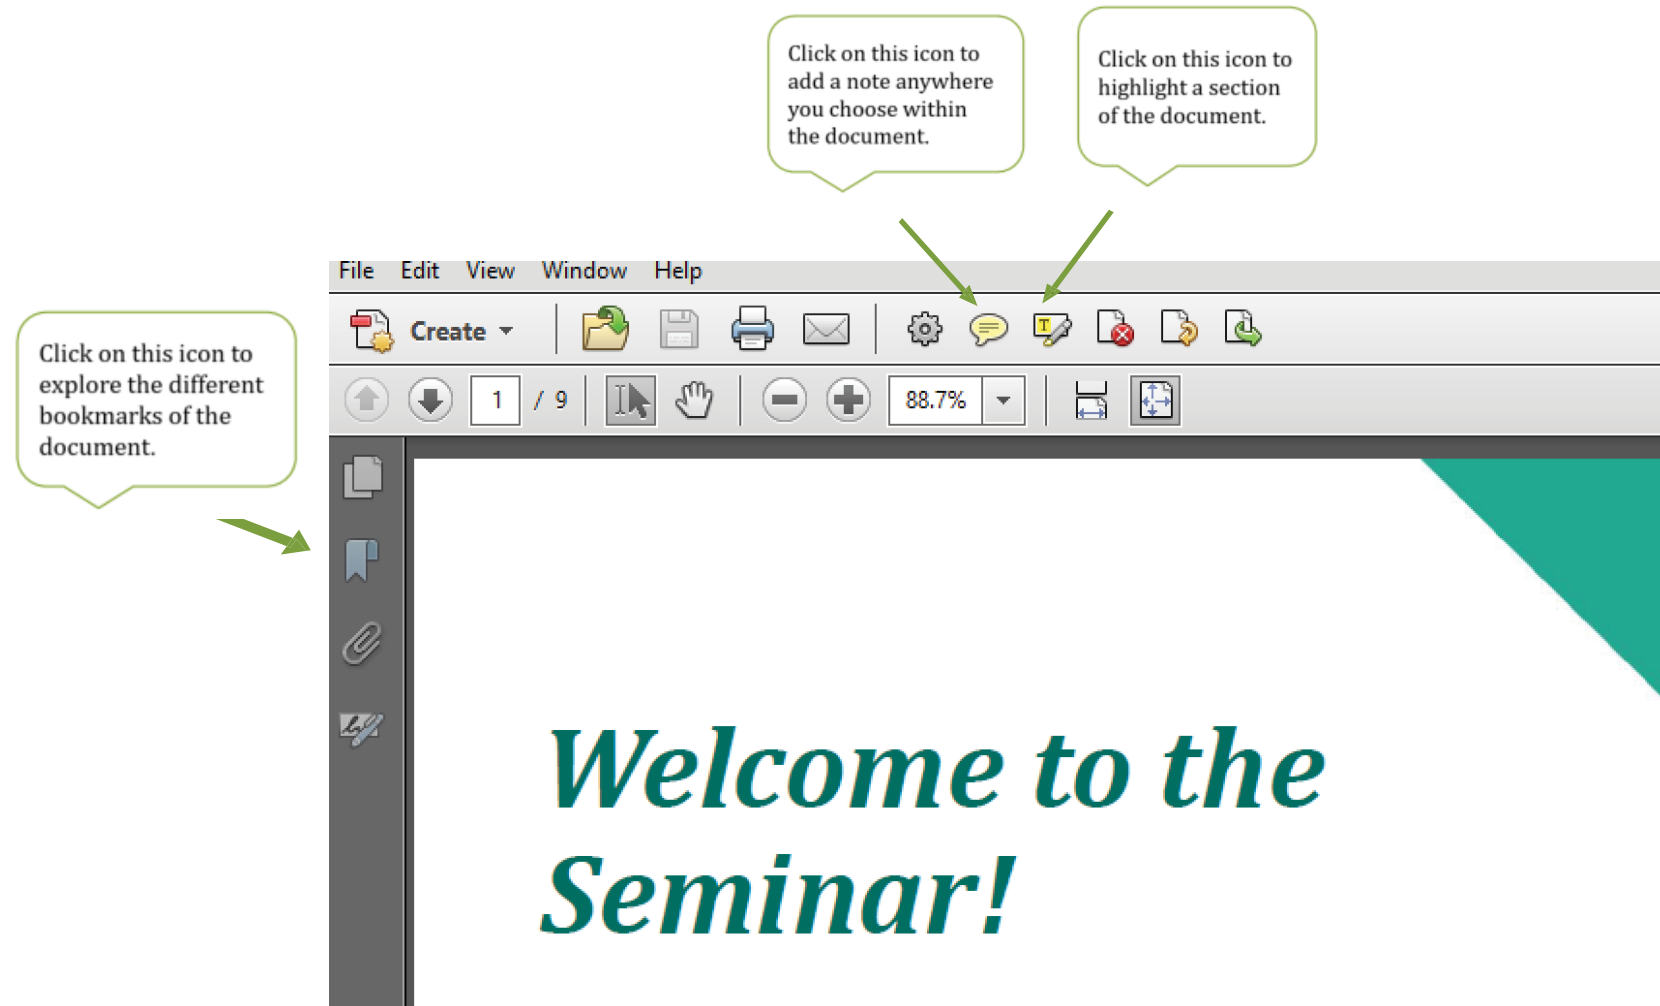 Click on this icon to
add a note anywhere
you choose within
the document.
Click on this icon to
highlight a section
of the document.
File Edit View Window Help
Create
T
Click on this icon to
explore the different
bookmarks of the
document.
1 / 9 88.7%
Welcome to the
Seminar!